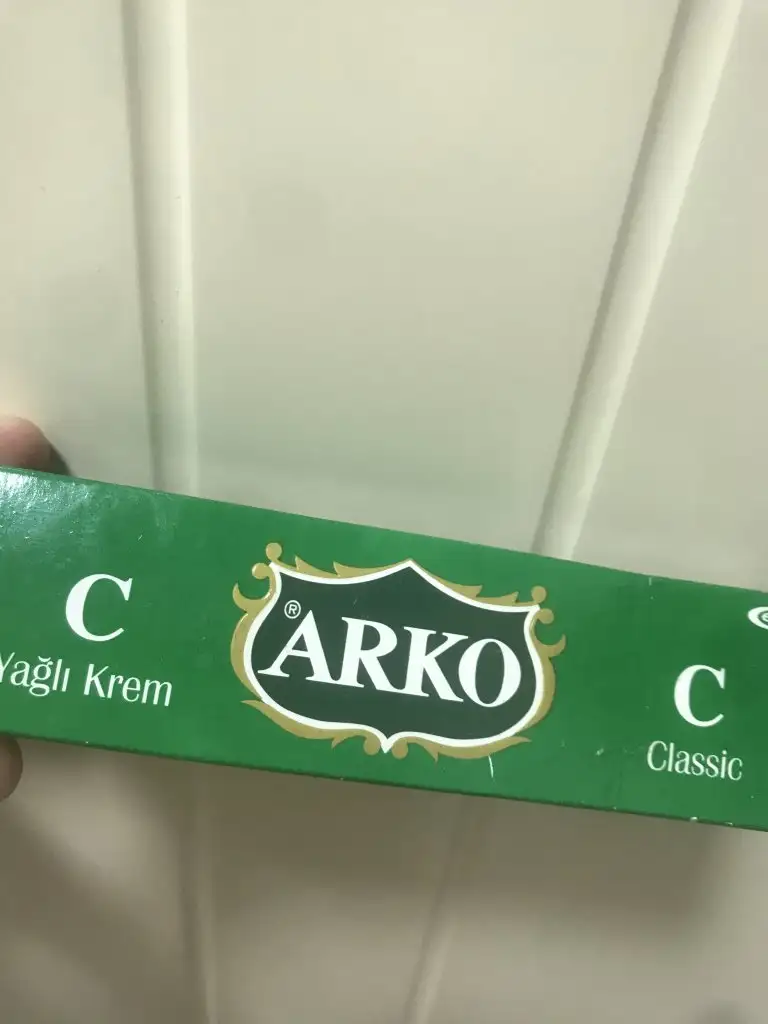 C
Yağlı Krem
® ARKO
C
Classic